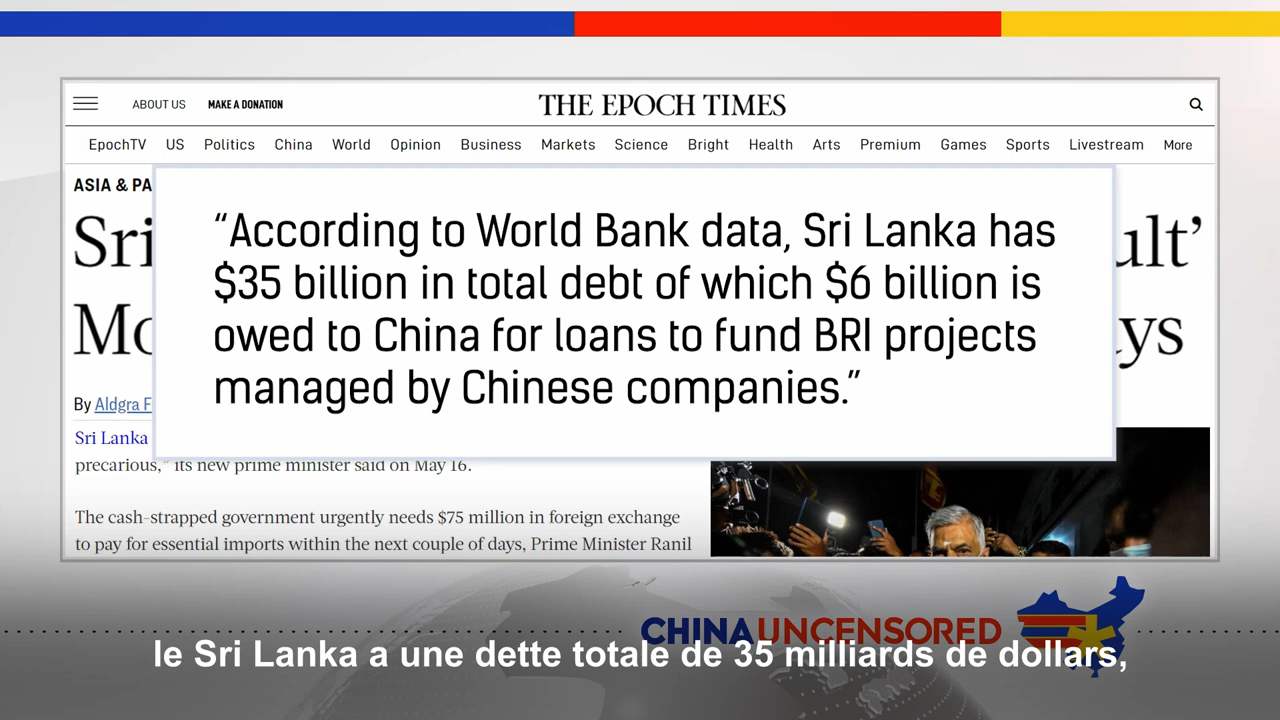 ABOUT US MAKE A DONATION THE EPOCH TIMES
EpochTV US Politics China World Opinion Business Markets Science Bright Health Arts Premium Games Sports Livestream More
ASIA & PA
Sri ult’
Mo ys
“According to World Bank data, Sri Lanka has
$35 billion in total debt of which $6 billion is
owed to China for loans to fund BRI projects
managed by Chinese companies.”
By Aldgra F
Sri Lanka
precarious,” its new prime minister said on May 16.
The cash-strapped government urgently needs $75 million in foreign exchange
to pay for essential imports within the next couple of days, Prime Minister Ranil
CHINA UNCENSORED
le Sri Lanka a une dette totale de 35 milliards de dollars,